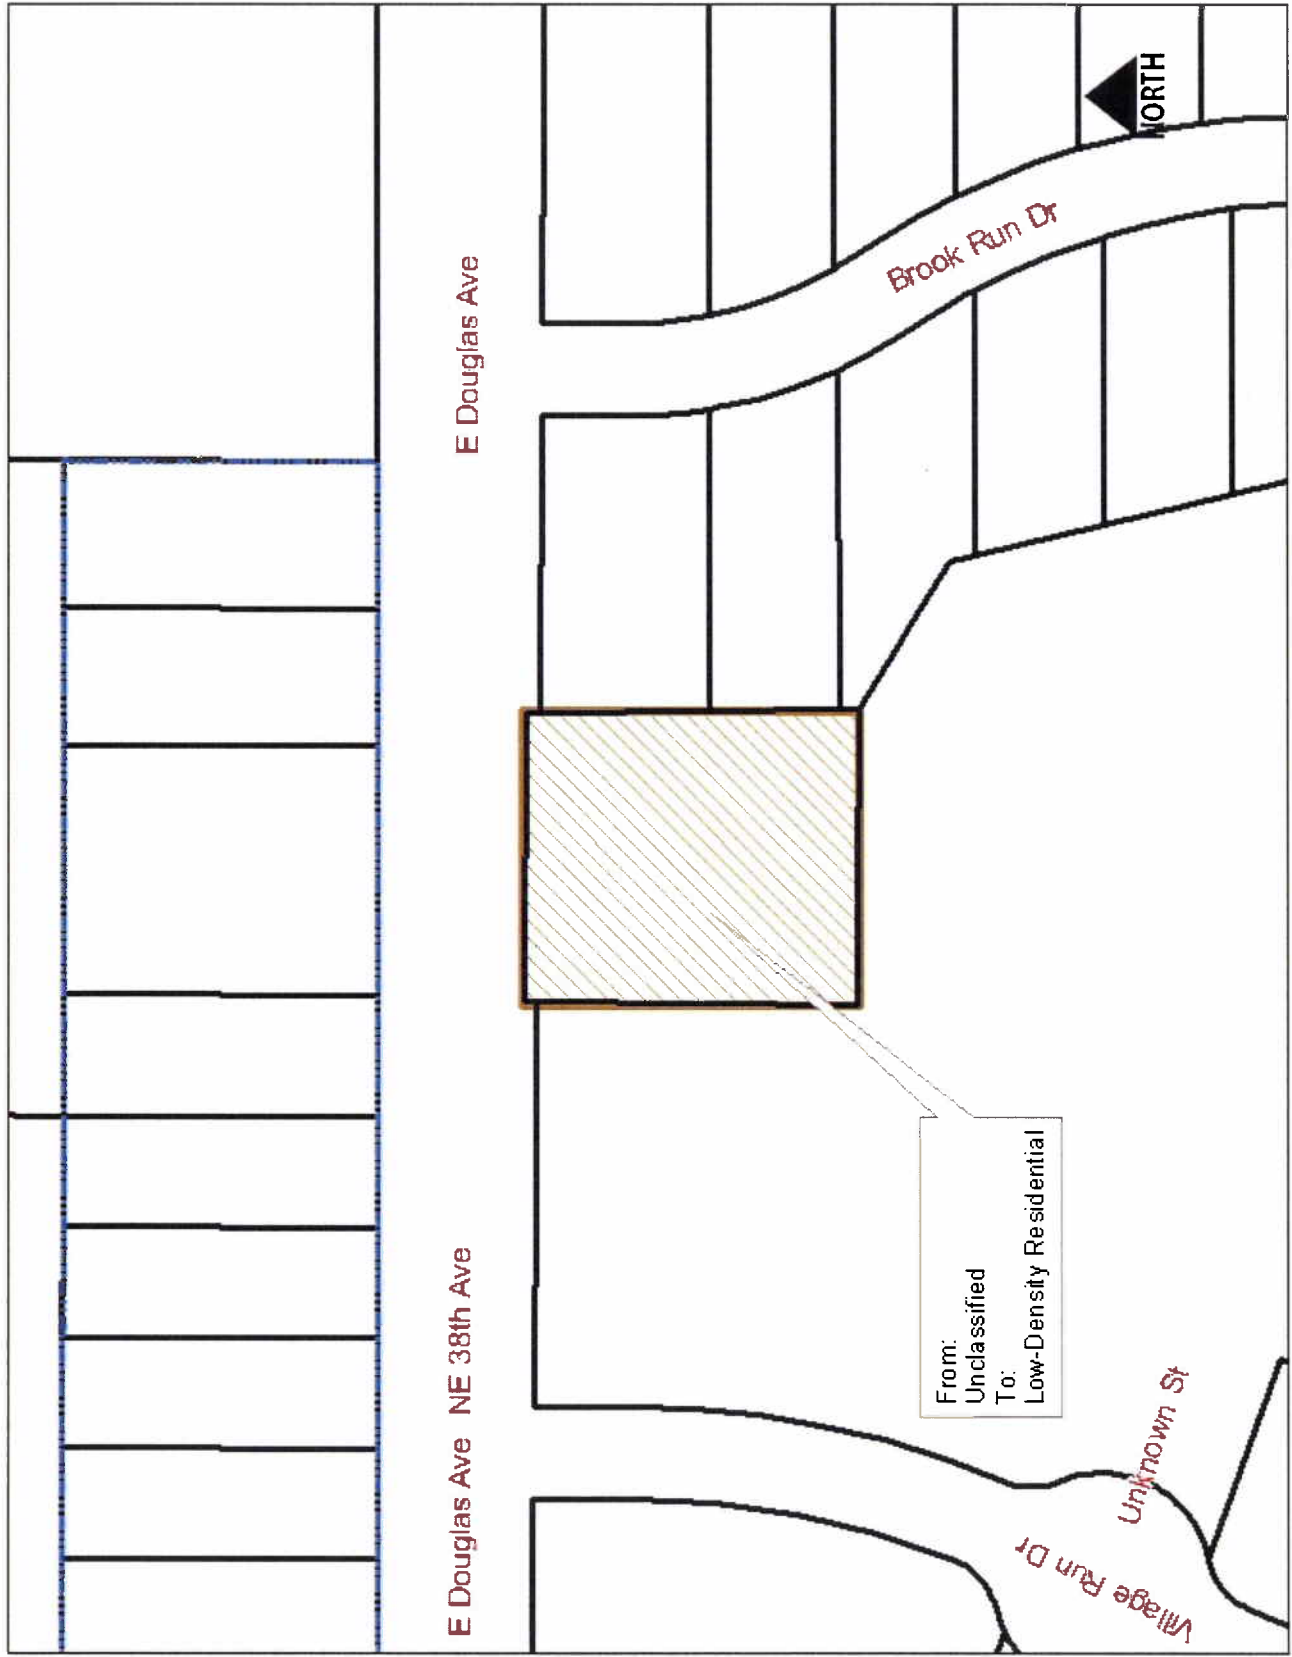 E Douglas Ave NE 38th Ave
E Douglas Ave
From:
Unclassified
To:
Low-Density Residential
Brook Run Dr
Village Run Dr
Unknown St
NORTH